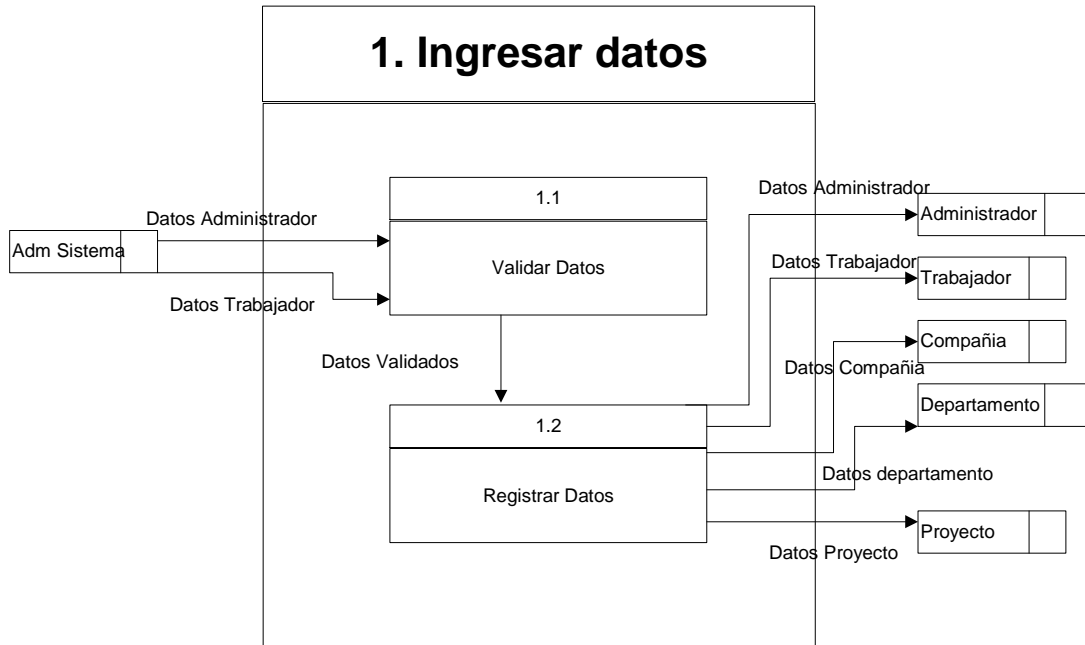 1. Ingresar datos
1.1
Validar Datos
Datos Administrador
Adm Sistema
Datos Trabajador
Datos Validados
1.2
Registrar Datos
Datos Administrador
Administrador
Datos Trabajador
Trabajador
Compañia
Datos Compañia
Departamento
Datos departamento
Proyecto
Datos Proyecto